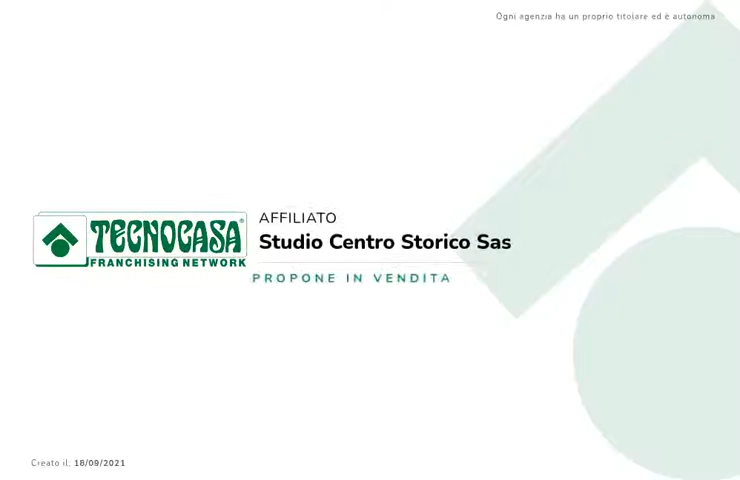 Ogni agenzia ha un proprio titolare ed è autonoma
AFFILIATO
TECNOCASA®
Studio Centro Storico Sas
FRANCHISING NETWORK
PROPONE IN VENDITA
Creato il, 18/09/2021